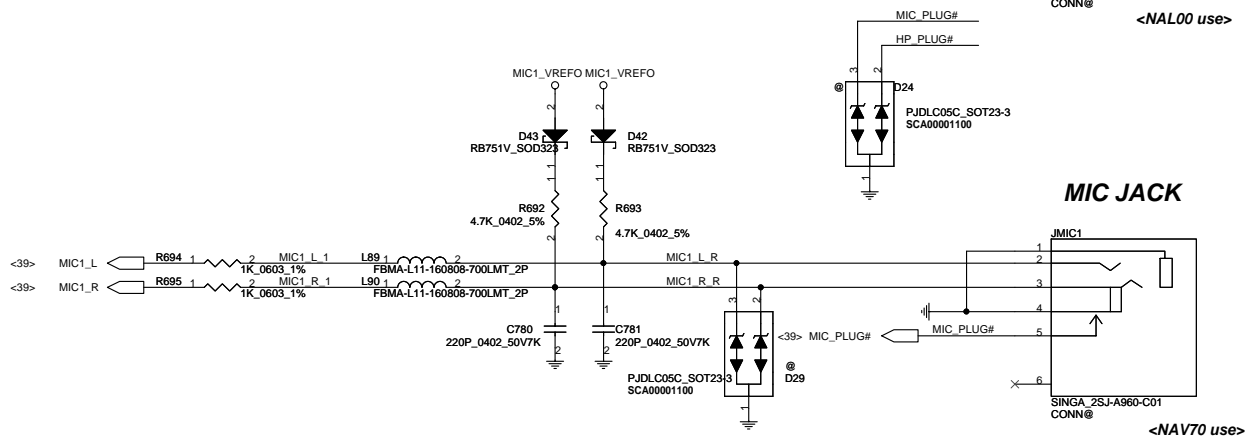 CONN@
<NAL00 use>
MIC_PLUG#
HP_PLUG#
3
2
@
D24
PJDLC05C_SOT23-3
SCA00001100
1
MIC1_VREFO MIC1_VREFO
2
2
D43
RB751V_SOD323
D42
RB751V_SOD323
1
1
1
1
R692
4.7K_0402_5%
R693
4.7K_0402_5%
2
2
MIC JACK
JMIC1
<39> MIC1_L R694 1 2 MIC1_L_1 L89 1 2 MIC1_L_R
1K_0603_1% FBMA-L11-160808-700LMT_2P
<39> MIC1_R R695 1 2 MIC1_R_1 L90 1 2 MIC1_R_R
1K_0603_1% FBMA-L11-160808-700LMT_2P
1
2
3
4
5
6
1
1
C780
220P_0402_50V7K
C781
220P_0402_50V7K
2
2
3
2
<39> MIC_PLUG# MIC_PLUG#
PJDLC05C_SOT23-3
SCA00001100
@
D29
1
SINGA_2SJ-A960-C01
CONN@
<NAV70 use>